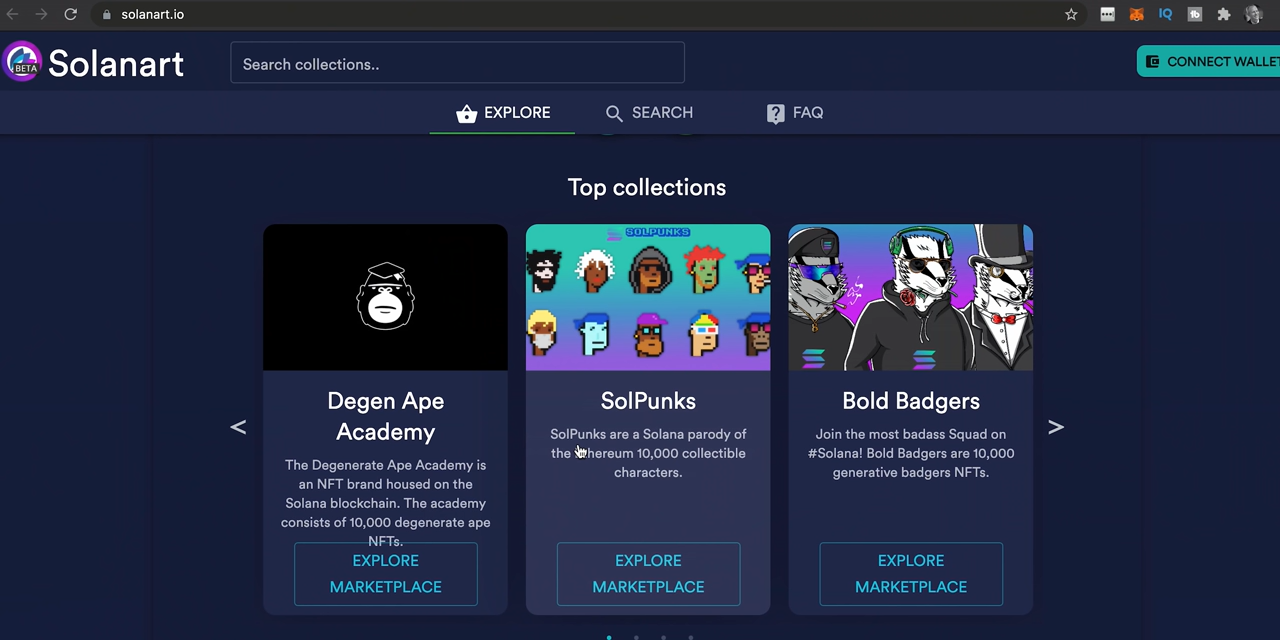 solanart.io
IQ
tb
BETA
Solanart
Search collections..
CONNECT WALLET
EXPLORE
SEARCH
FAQ
Top collections
SOLPUNKS
Degen Ape
Academy
The Degenerate Ape Academy is
an NFT brand housed on the
Solana blockchain. The academy
consists of 10,000 degenerate ape
NFTs.
EXPLORE
MARKETPLACE
SolPunks
SolPunks are a Solana parody of
the Ethereum 10,000 collectible
characters.
EXPLORE
MARKETPLACE
Bold Badgers
Join the most badass Squad on
#Solana! Bold Badgers are 10,000
generative badgers NFTs.
EXPLORE
MARKETPLACE